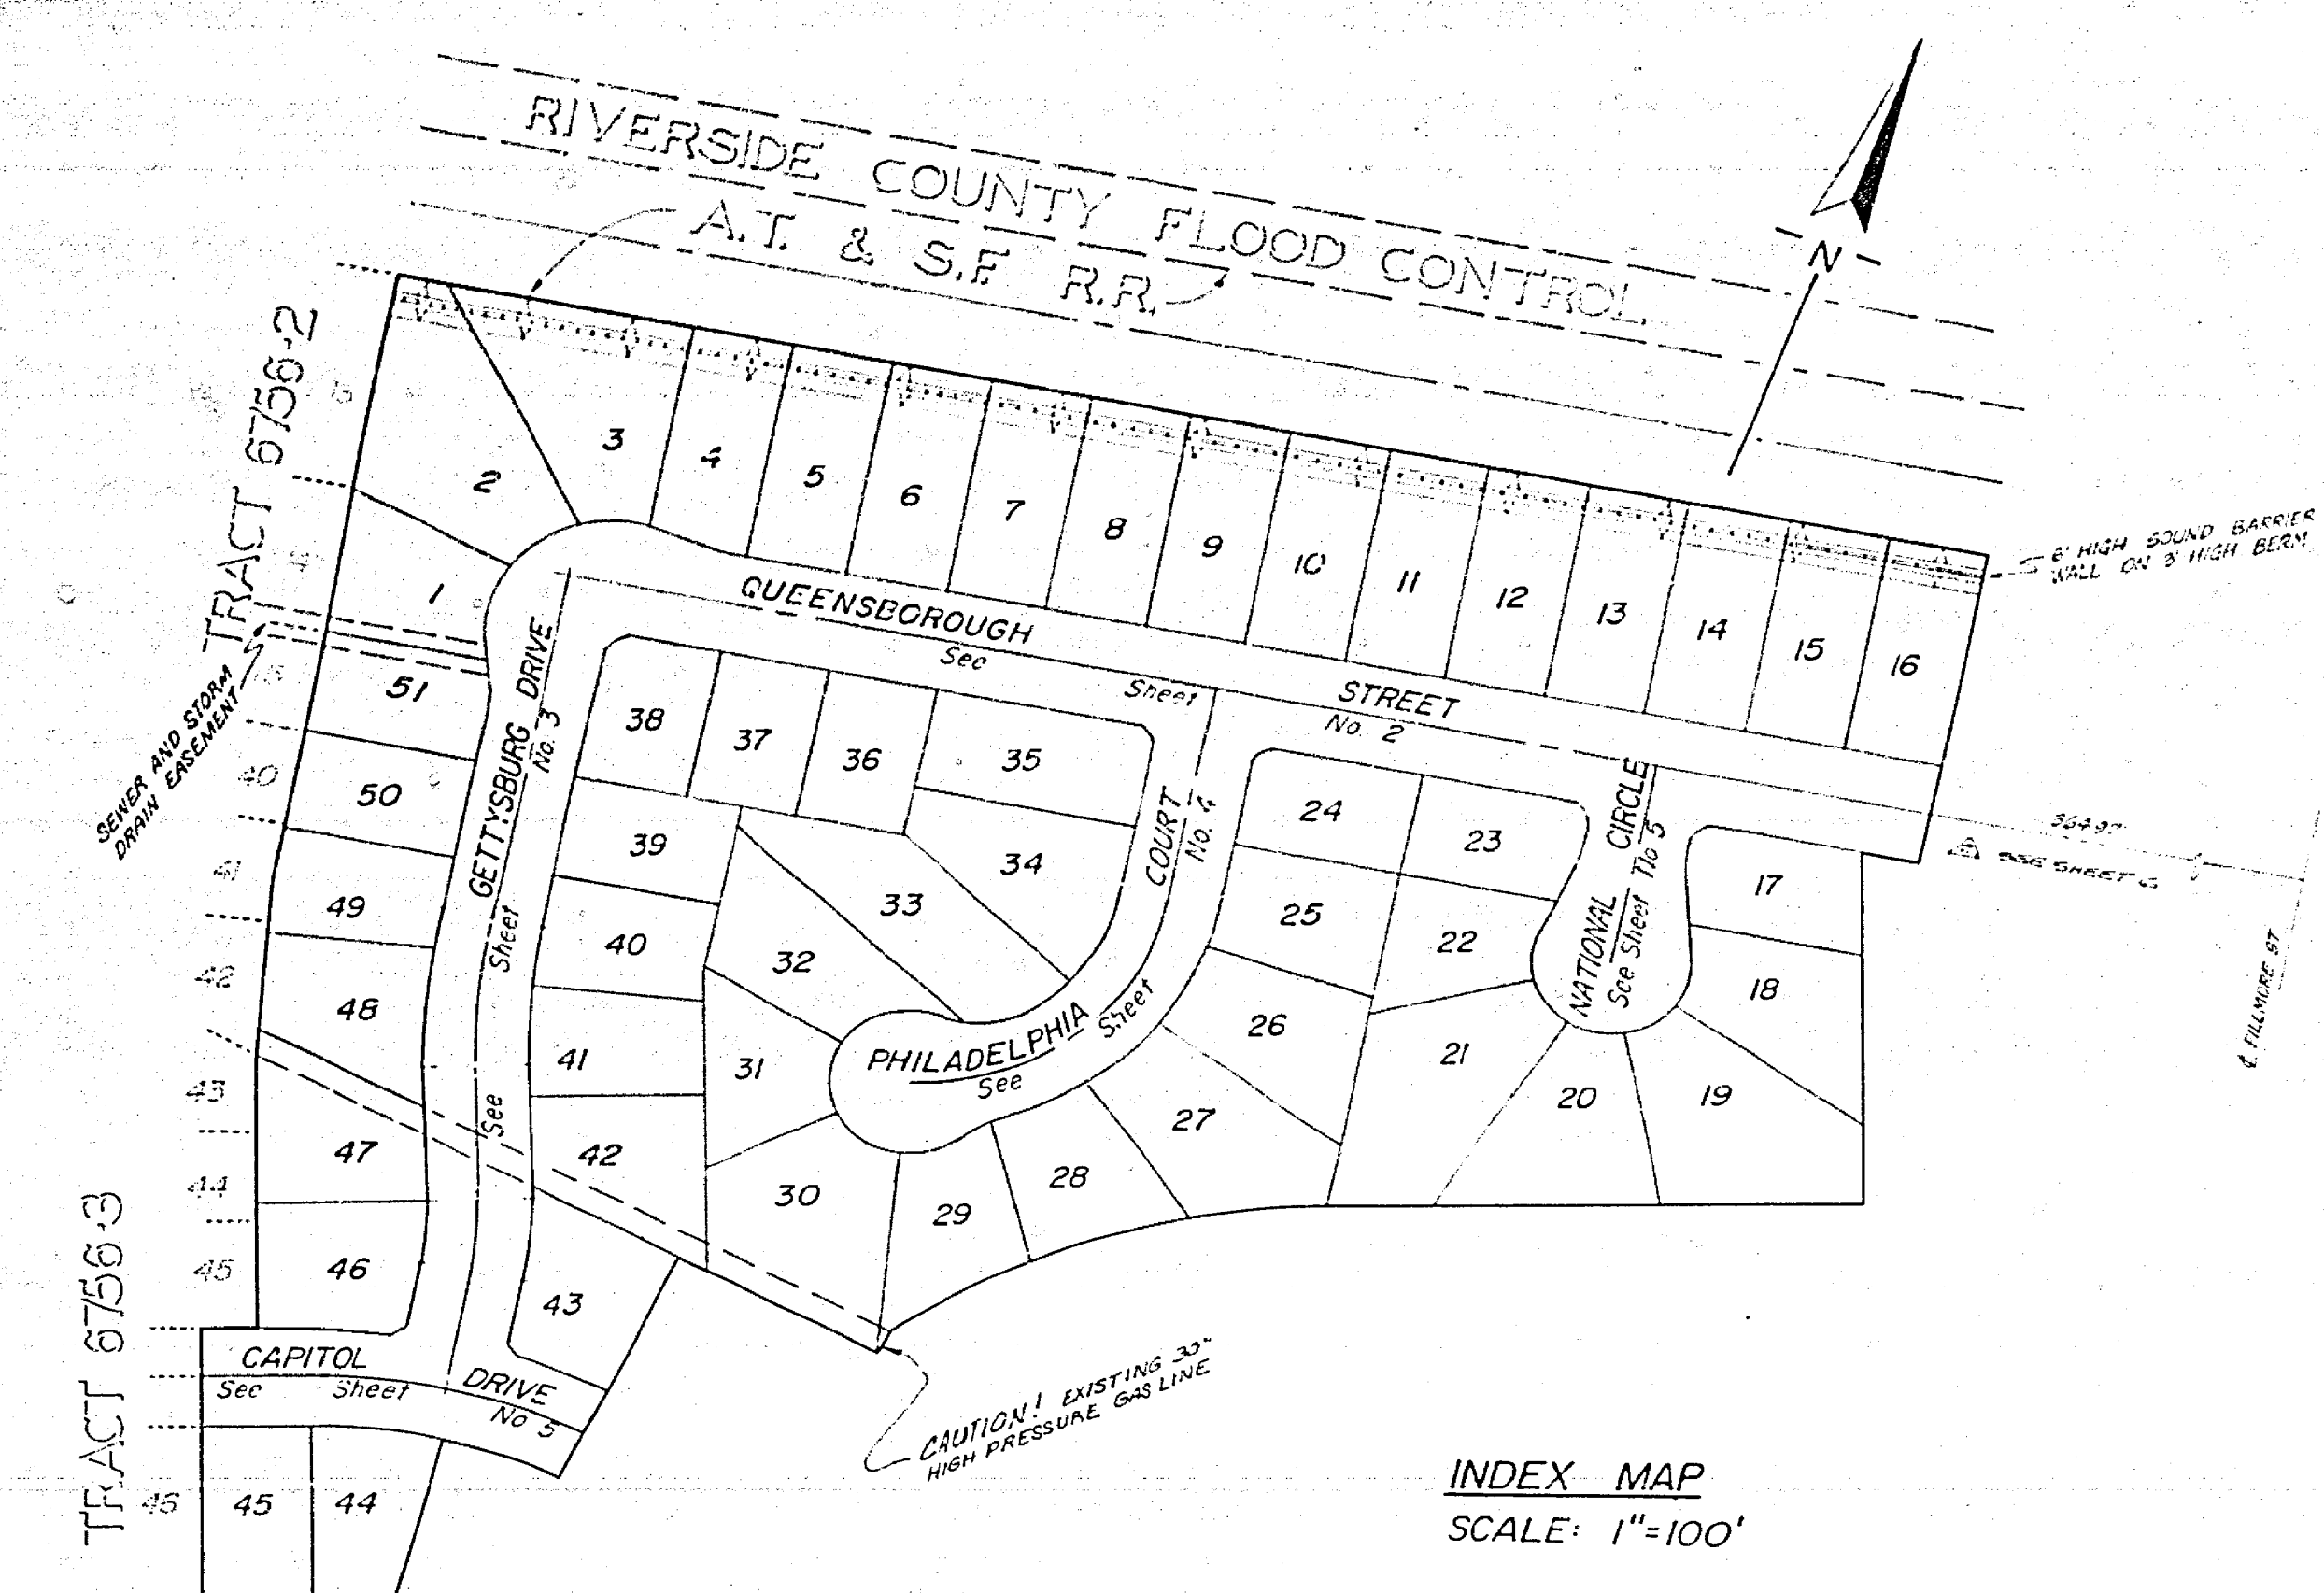 RIVERSIDE COUNTY FLOOD CONTROL
A.T. & S.F. R.R.
N
TRACT 6756-2
6' HIGH SOUND BARRIER
WALL ON 3' HIGH BERM
2
3
4
5
6
7
8
9
10
11
12
13
14
15
16
1
QUEENSBOROUGH STREET
See Sheet No. 2
GETTYSBURG DRIVE
See Sheet No. 3
SEWER AND STORM
DRAIN EASEMENT
51
50
49
48
47
46
38
37
36
35
39
34
33
40
32
41
31
42
30
43
29
28
27
26
25
24
23
22
21
20
19
18
17
PHILADELPHIA COURT
See Sheet No. 4
NATIONAL CIRCLE
See Sheet No 5
364.97
SEE SHEET 6
℄ FILLMORE ST
40
41
42
43
44
45
46
TRACT 6756-3
CAPITOL DRIVE
See Sheet No 5
45
44
CAUTION! EXISTING 30"
HIGH PRESSURE GAS LINE
INDEX MAP
SCALE: 1"=100'